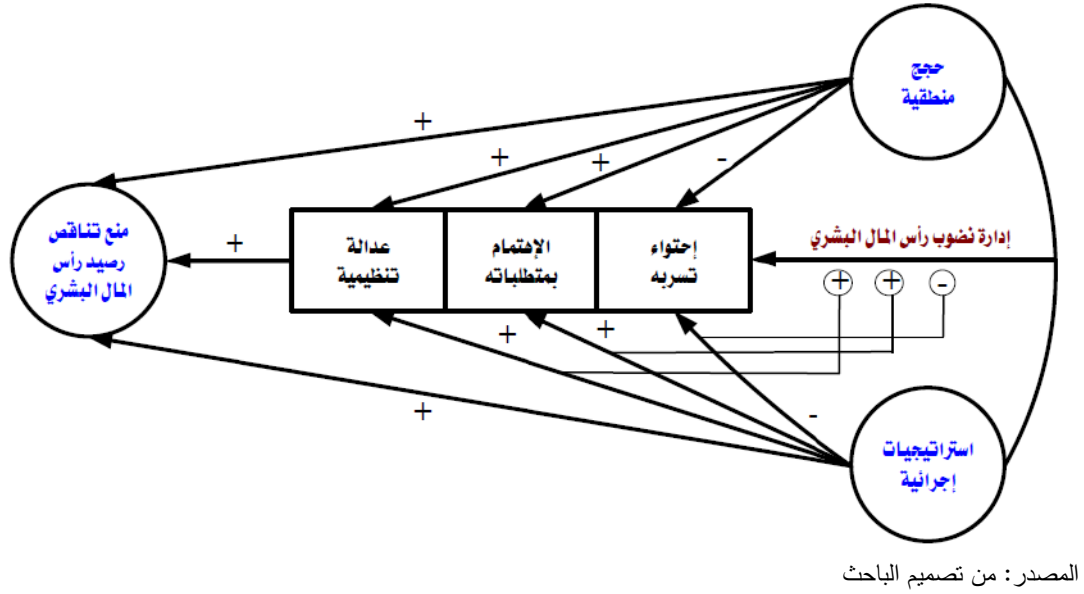 حجج
منطقية
+
+
+
-
منع تناقص
رصيد رأس
المال البشري
+
عدالة
تنظيمية
الإهتمام
بمتطلباته
إحتواء
تسربه
إدارة نضوب رأس المال البشري
+
+
-
+
+
-
+
استراتيجيات
إجرائية
المصدر: من تصميم الباحث